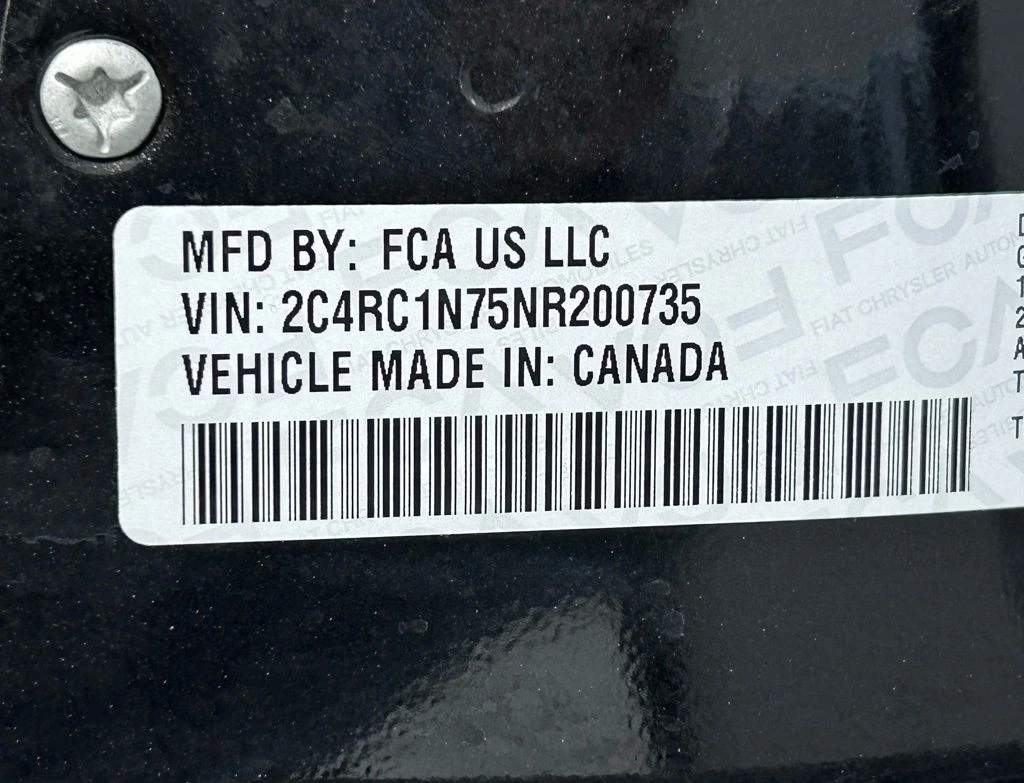 MFD BY: FCA US LLC
VIN: 2C4RC1N75NR200735
VEHICLE MADE IN: CANADA